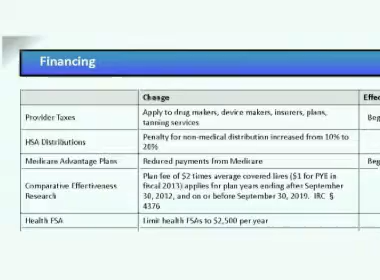 Financing
Change
Effec
Provider Taxes
Apply to drug makers, device makers, insurers, plans,
tanning services
Beg
HSA Distributions
Penalty for non-medical distribution increased from 10% to
20%
Medicare Advantage Plans
Reduced payments from Medicare
Beg
Comparative Effectiveness
Research
Plan fee of $2 times average covered lives ($1 for PYE in
fiscal 2013) applies for plan years ending after September
30, 2012, and on or before September 30, 2019. IRC §
4376
Health FSA
Limit health FSAs to $2,500 per year